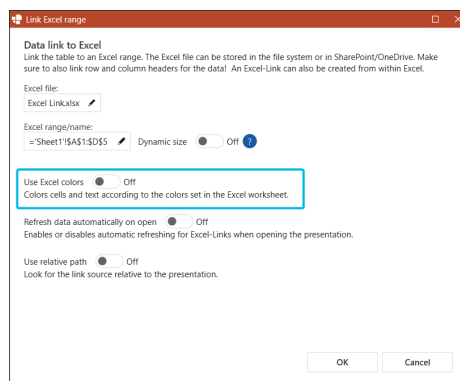 Link Excel range
Data link to Excel
Link the table to an Excel range. The Excel file can be stored in the file system or in SharePoint/OneDrive. Make
sure to also link row and column headers for the data! An Excel-Link can also be created from within Excel.
Excel file:
Excel Link.xlsx
Excel range/name:
='Sheet1'!$A$1:$D$5 Dynamic size Off ?
Use Excel colors Off
Colors cells and text according to the colors set in the Excel worksheet.
Refresh data automatically on open Off
Enables or disables automatic refreshing for Excel-Links when opening the presentation.
Use relative path Off
Look for the link source relative to the presentation.
OK Cancel